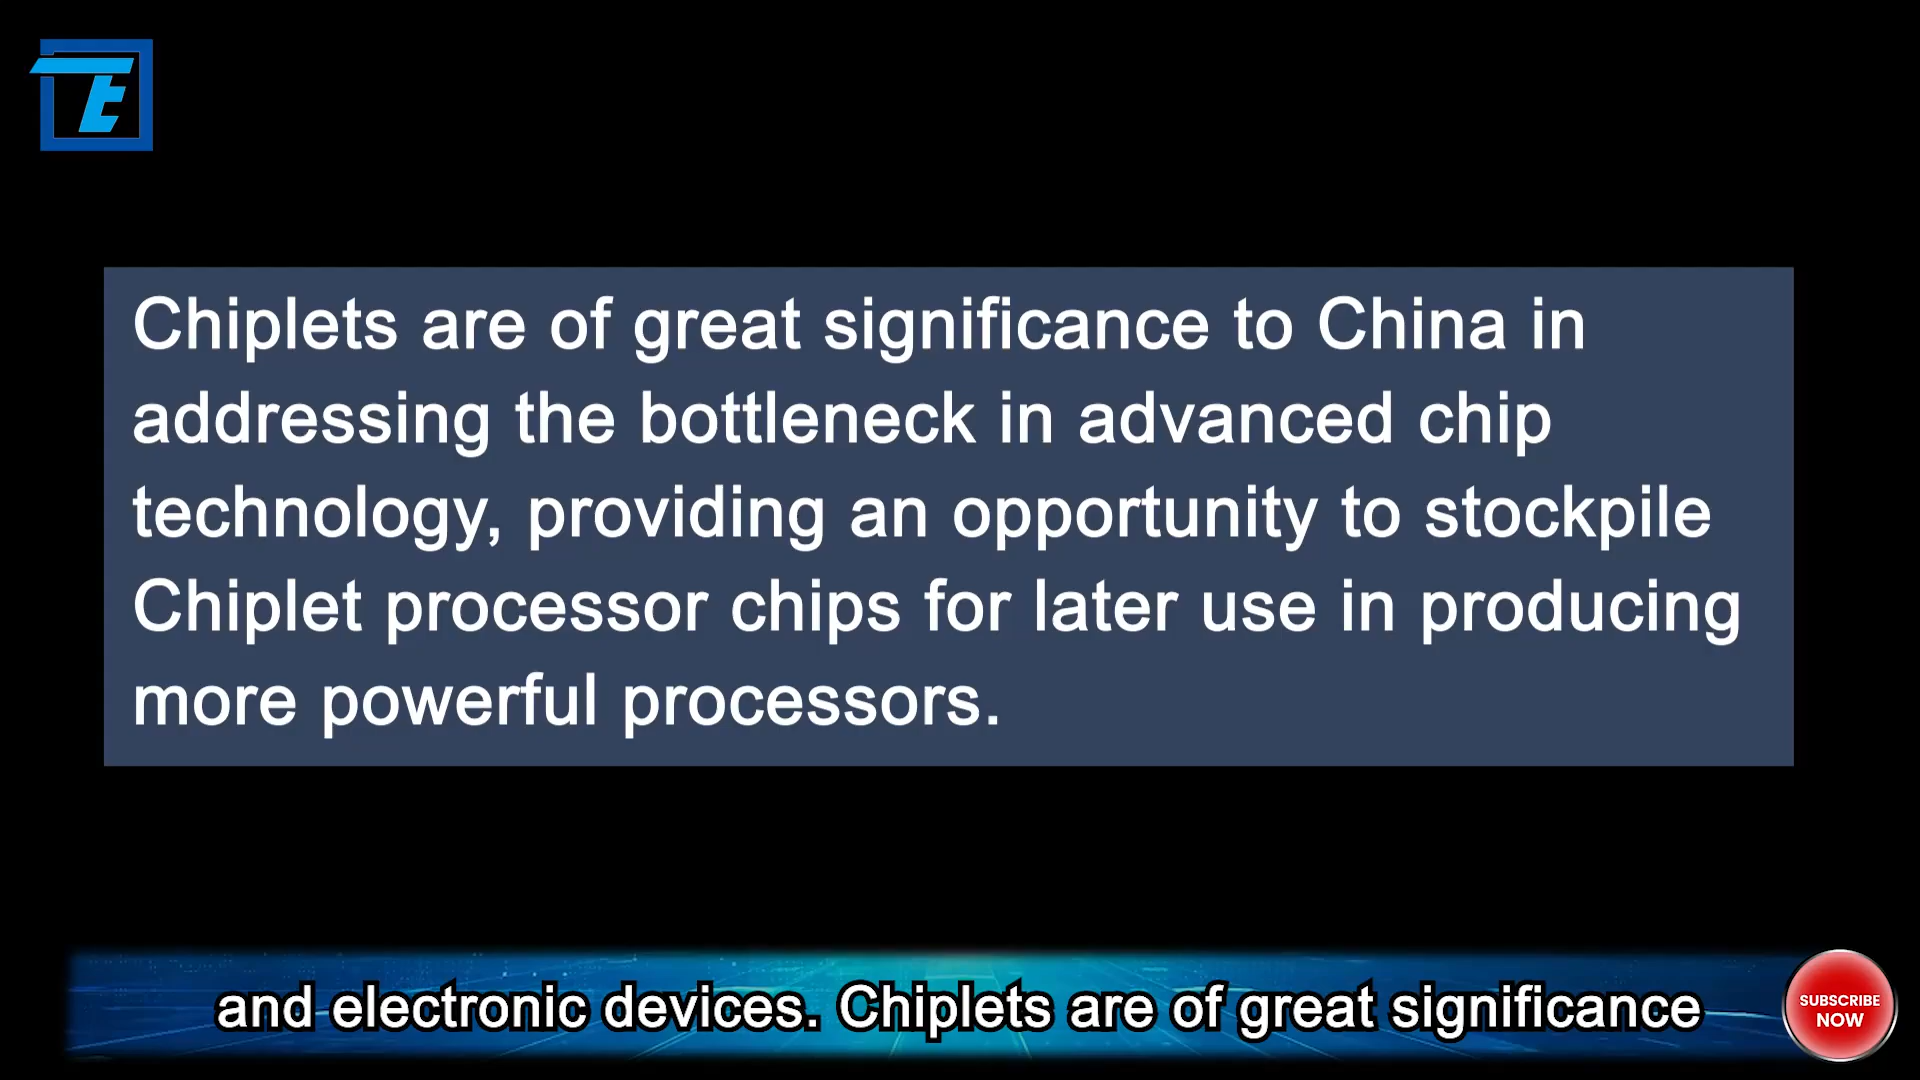 TE
Chiplets are of great significance to China in
addressing the bottleneck in advanced chip
technology, providing an opportunity to stockpile
Chiplet processor chips for later use in producing
more powerful processors.
and electronic devices. Chiplets are of great significance
SUBSCRIBE
NOW